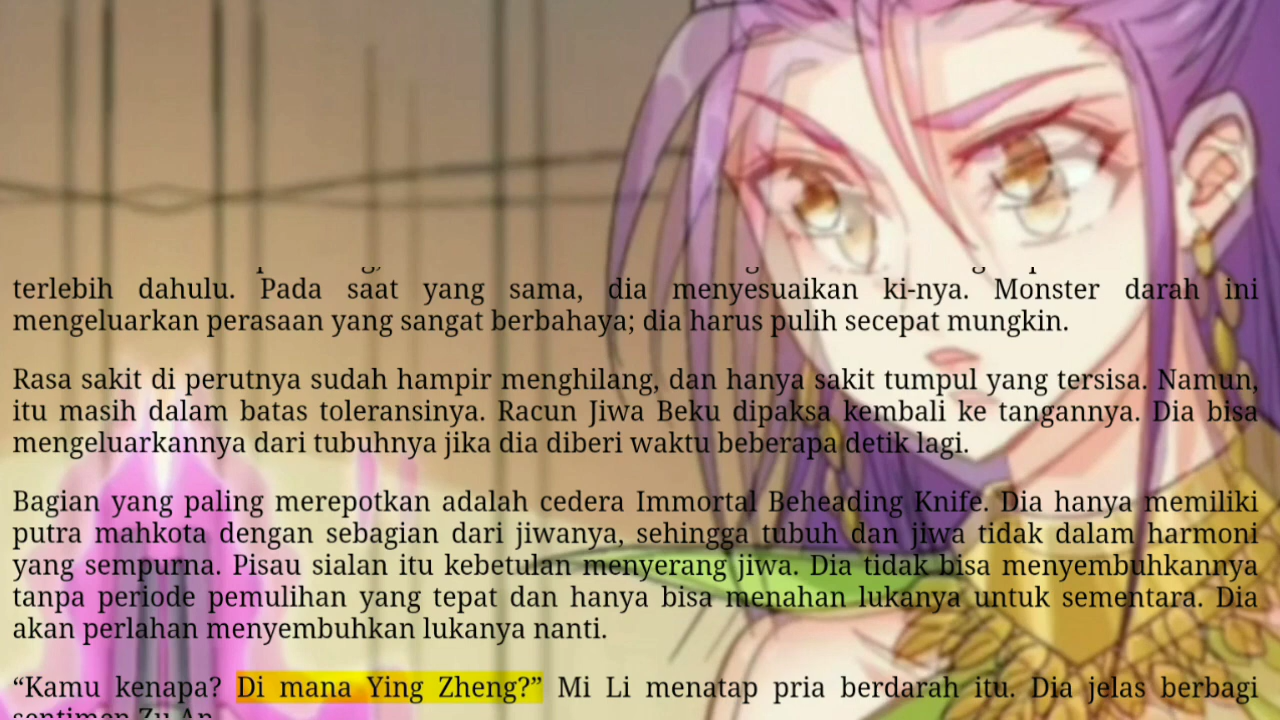 terlebih dahulu. Pada saat yang sama, dia menyesuaikan ki-nya. Monster darah ini
mengeluarkan perasaan yang sangat berbahaya; dia harus pulih secepat mungkin.
Rasa sakit di perutnya sudah hampir menghilang, dan hanya sakit tumpul yang tersisa. Namun,
itu masih dalam batas toleransinya. Racun Jiwa Beku dipaksa kembali ke tangannya. Dia bisa
mengeluarkannya dari tubuhnya jika dia diberi waktu beberapa detik lagi.
Bagian yang paling merepotkan adalah cedera Immortal Beheading Knife. Dia hanya memiliki
putra mahkota dengan sebagian dari jiwanya, sehingga tubuh dan jiwa tidak dalam harmoni
yang sempurna. Pisau sialan itu kebetulan menyerang jiwa. Dia tidak bisa menyembuhkannya
tanpa periode pemulihan yang tepat dan hanya bisa menahan lukanya untuk sementara. Dia
akan perlahan menyembuhkan lukanya nanti.
“Kamu kenapa? Di mana Ying Zheng?” Mi Li menatap pria berdarah itu. Dia jelas berbagi
sentimen Zu An.